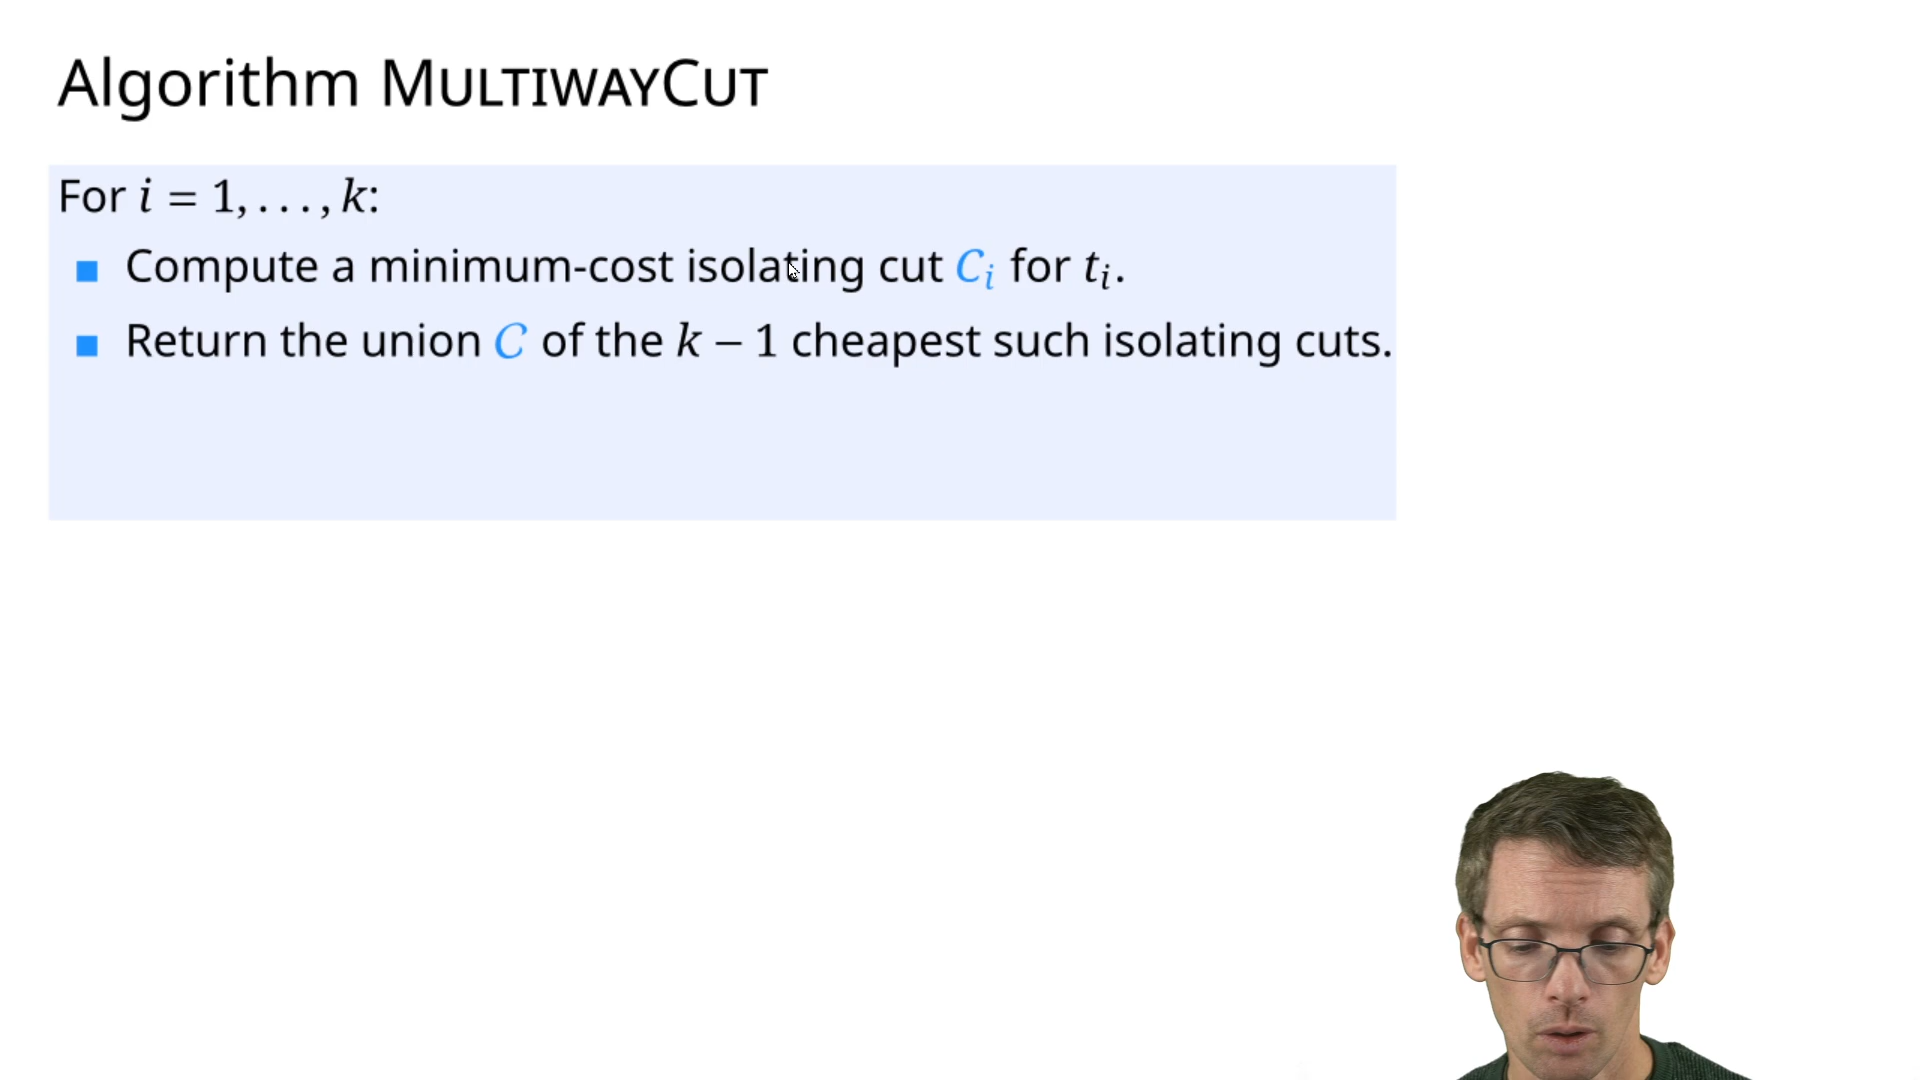 Algorithm MULTIWAYCUT
For i = 1, . . . , k:
■ Compute a minimum-cost isolating cut C_i for t_i.
■ Return the union C of the k − 1 cheapest such isolating cuts.